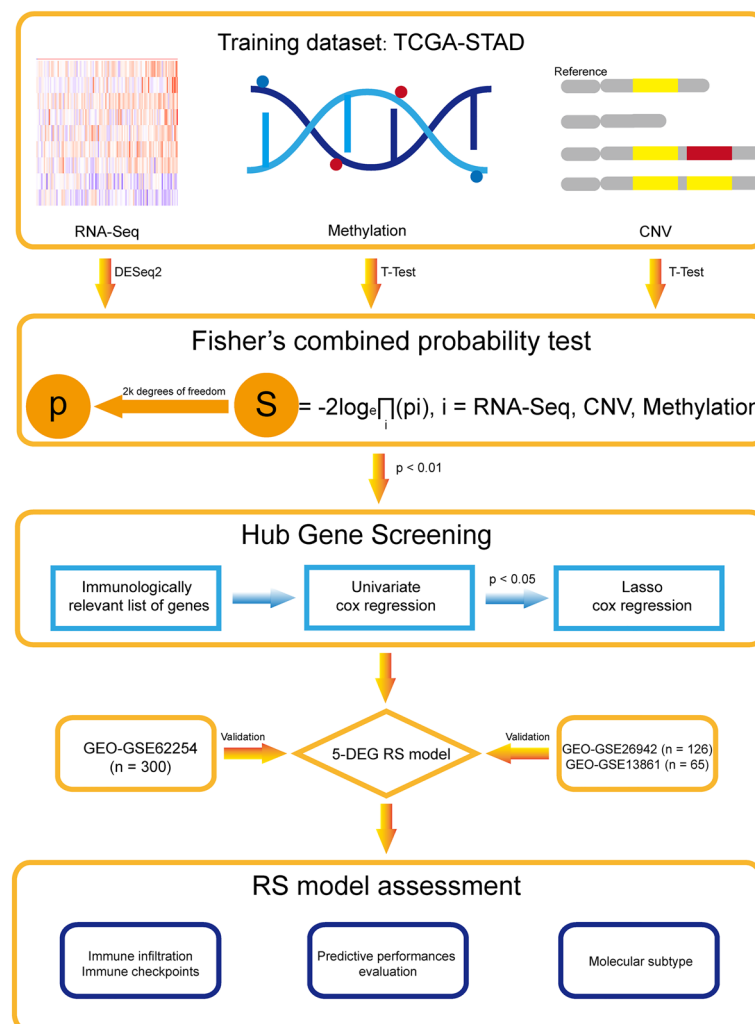 Training dataset: TCGA-STAD
Reference
RNA-Seq
Methylation
CNV
DESeq2
T-Test
T-Test
Fisher's combined probability test
p
2k degrees of freedom
S
= -2loge∏(pi), i = RNA-Seq, CNV, Methylation
i
p < 0.01
Hub Gene Screening
Immunologically
relevant list of genes
Univariate
cox regression
p < 0.05
Lasso
cox regression
GEO-GSE62254
(n = 300)
Validation
5-DEG RS model
Validation
GEO-GSE26942 (n = 126)
GEO-GSE13861 (n = 65)
RS model assessment
Immune infiltration
Immune checkpoints
Predictive performances
evaluation
Molecular subtype